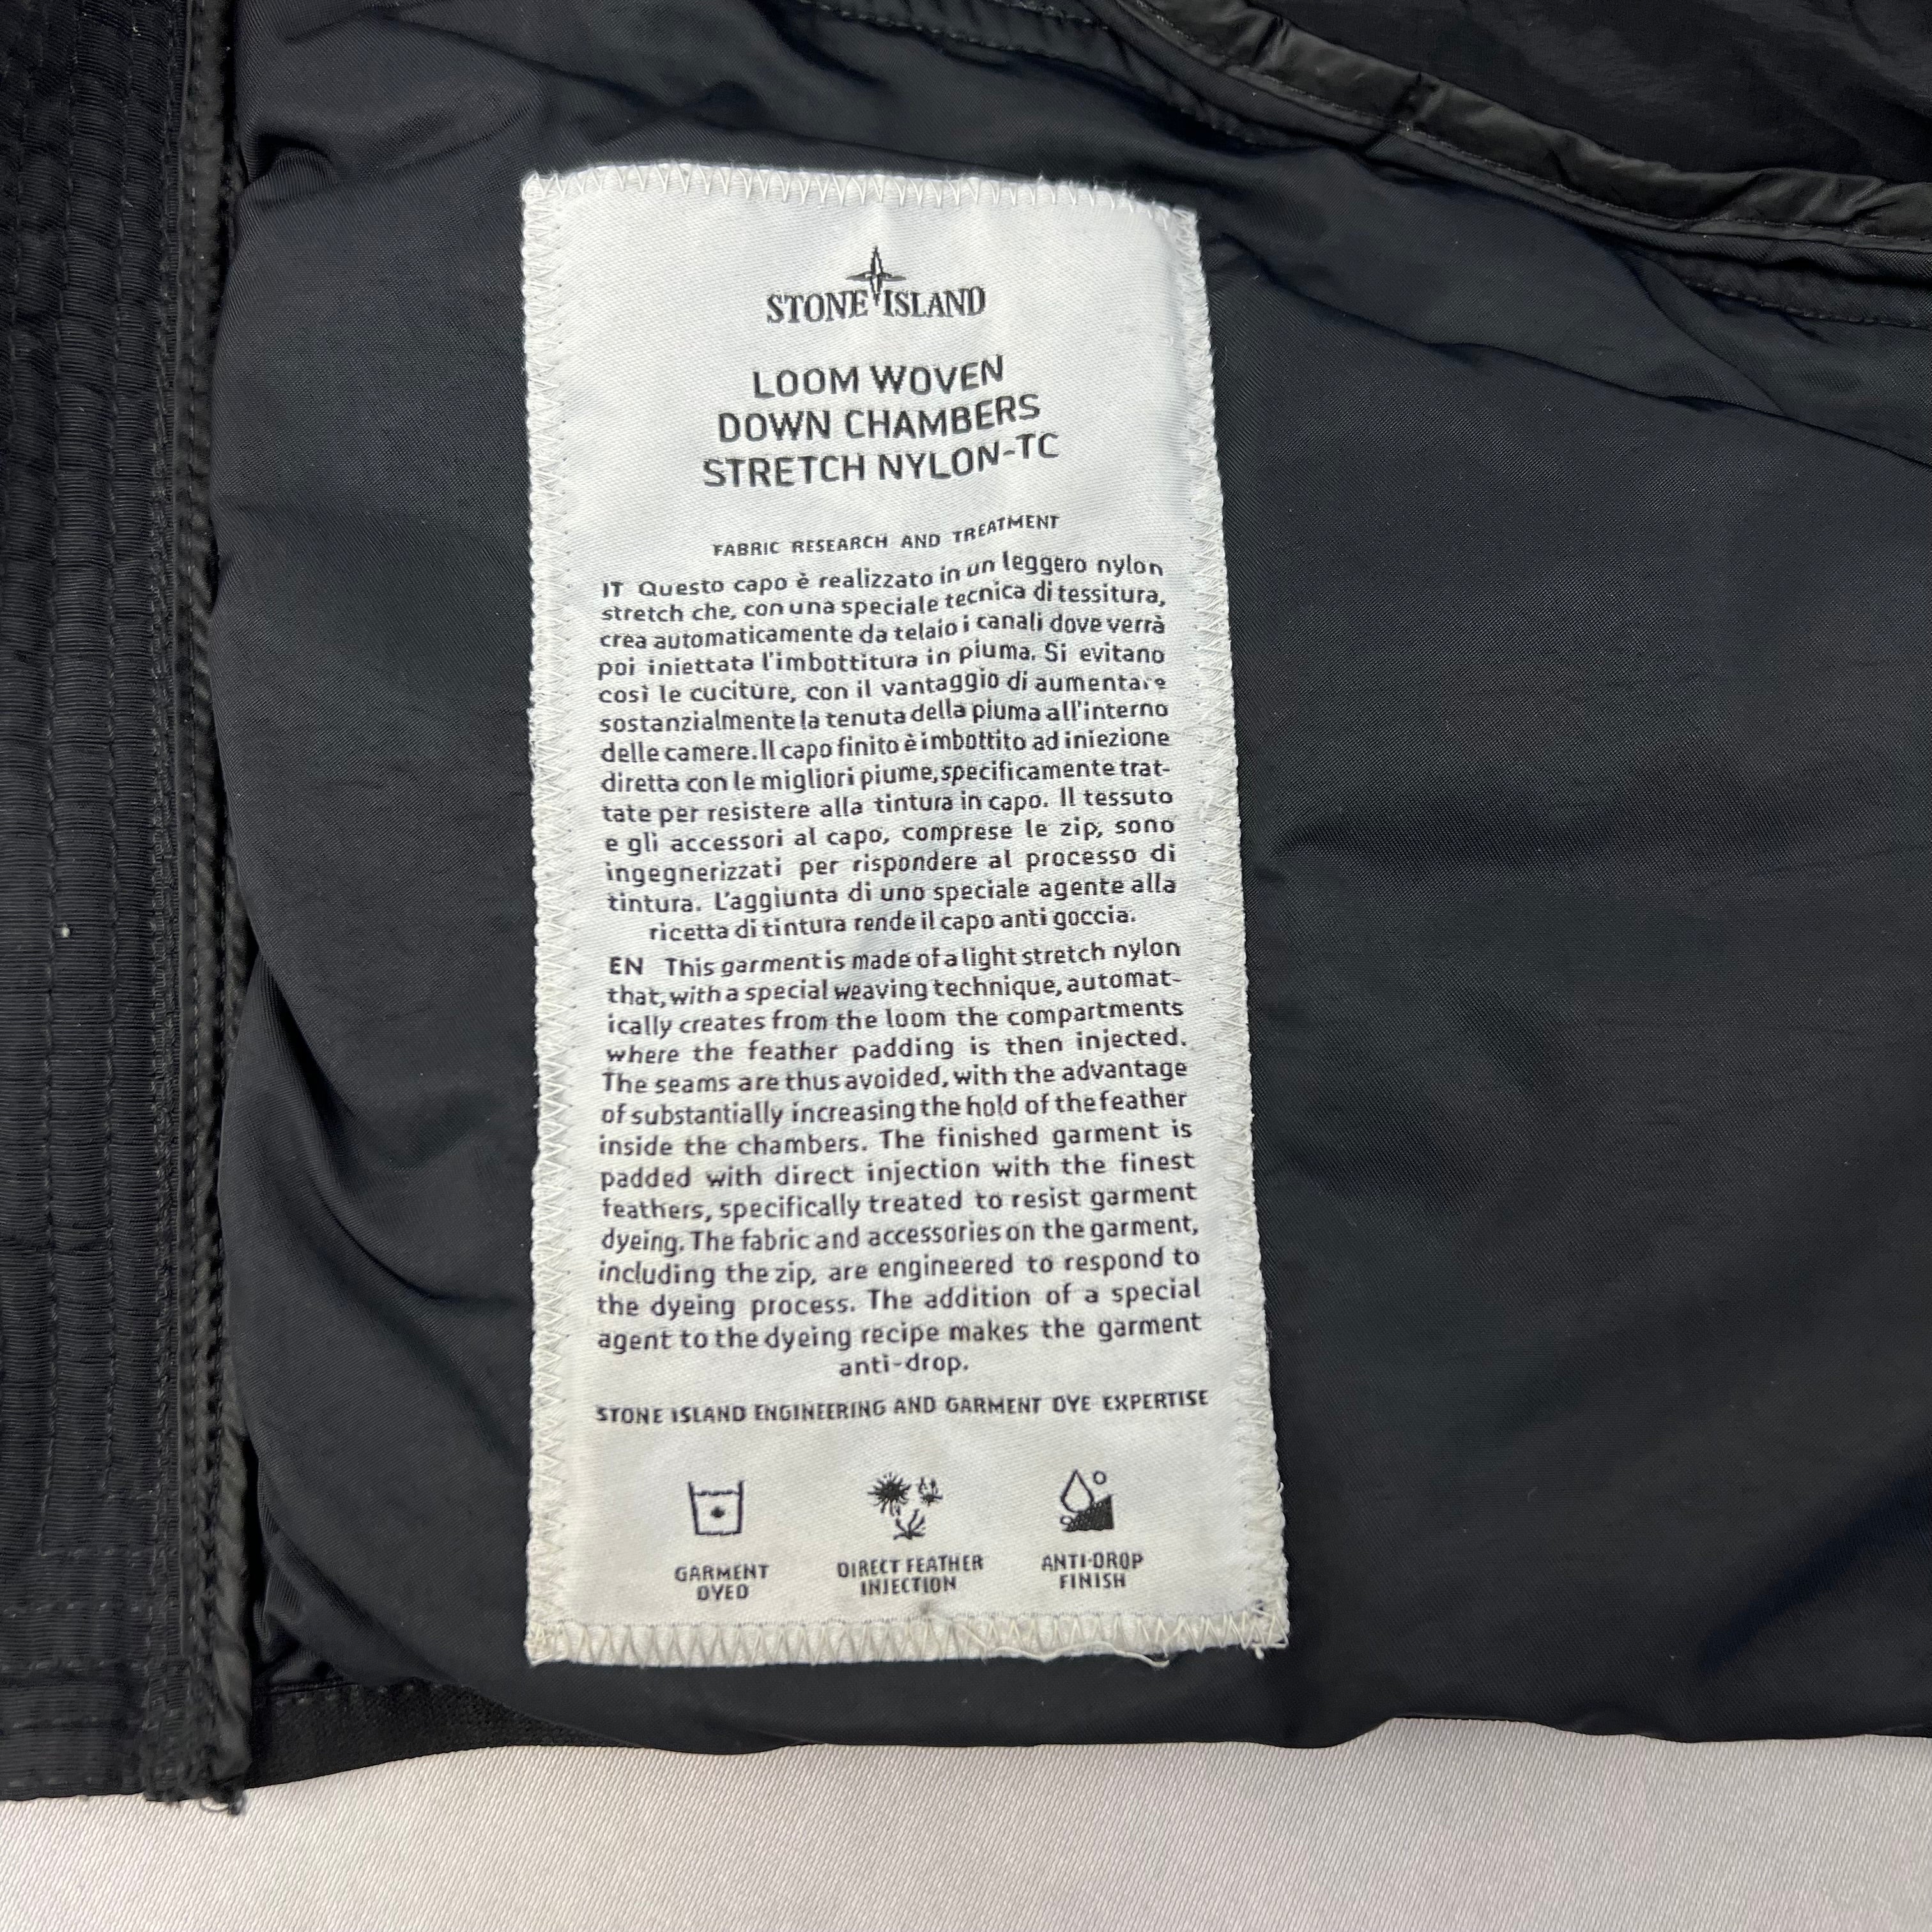 STONE ISLAND
LOOM WOVEN
DOWN CHAMBERS
STRETCH NYLON-TC
FABRIC RESEARCH AND TREATMENT
IT Questo capo è realizzato in un leggero nylon
stretch che, con una speciale tecnica di tessitura,
crea automaticamente da telaio i canali dove verrà
poi iniettata l'imbottitura in piuma. Si evitano
così le cuciture, con il vantaggio di aumentare
sostanzialmente la tenuta della piuma all'interno
delle camere. Il capo finito è imbottito ad iniezione
diretta con le migliori piume, specificamente trat-
tate per resistere alla tintura in capo. Il tessuto
e gli accessori al capo, comprese le zip, sono
ingegnerizzati per rispondere al processo di
tintura. L'aggiunta di uno speciale agente alla
ricetta di tintura rende il capo anti goccia.
EN This garment is made of a light stretch nylon
that, with a special weaving technique, automat-
ically creates from the loom the compartments
where the feather padding is then injected.
The seams are thus avoided, with the advantage
of substantially increasing the hold of the feather
inside the chambers. The finished garment is
padded with direct injection with the finest
feathers, specifically treated to resist garment
dyeing. The fabric and accessories on the garment,
including the zip, are engineered to respond to
the dyeing process. The addition of a special
agent to the dyeing recipe makes the garment
anti-drop.
STONE ISLAND ENGINEERING AND GARMENT DYE EXPERTISE
GARMENT
DYED
DIRECT FEATHER
INJECTION
ANTI-DROP
FINISH